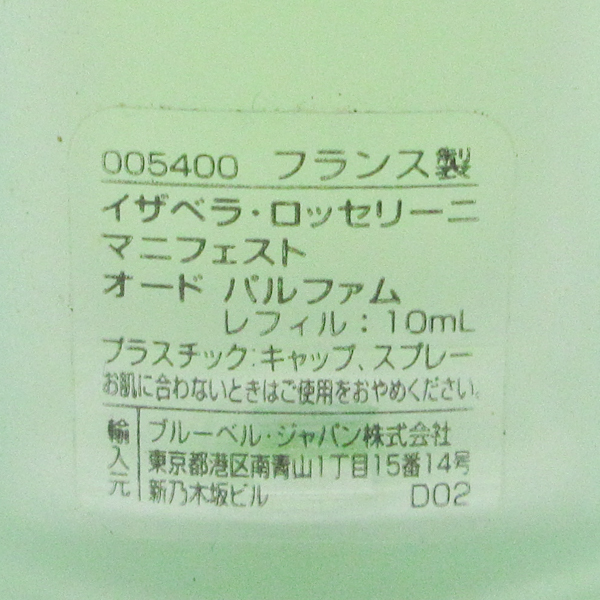 005400 フランス製
イザベラ・ロッセリーニ
マニフェスト
オード パルファム
レフィル：10mL
プラスチック:キャップ、スプレー
お肌に合わないときはご使用をおやめください。
輸入元
ブルーベル・ジャパン株式会社
東京都港区南青山1丁目15番14号
新乃木坂ビル D02